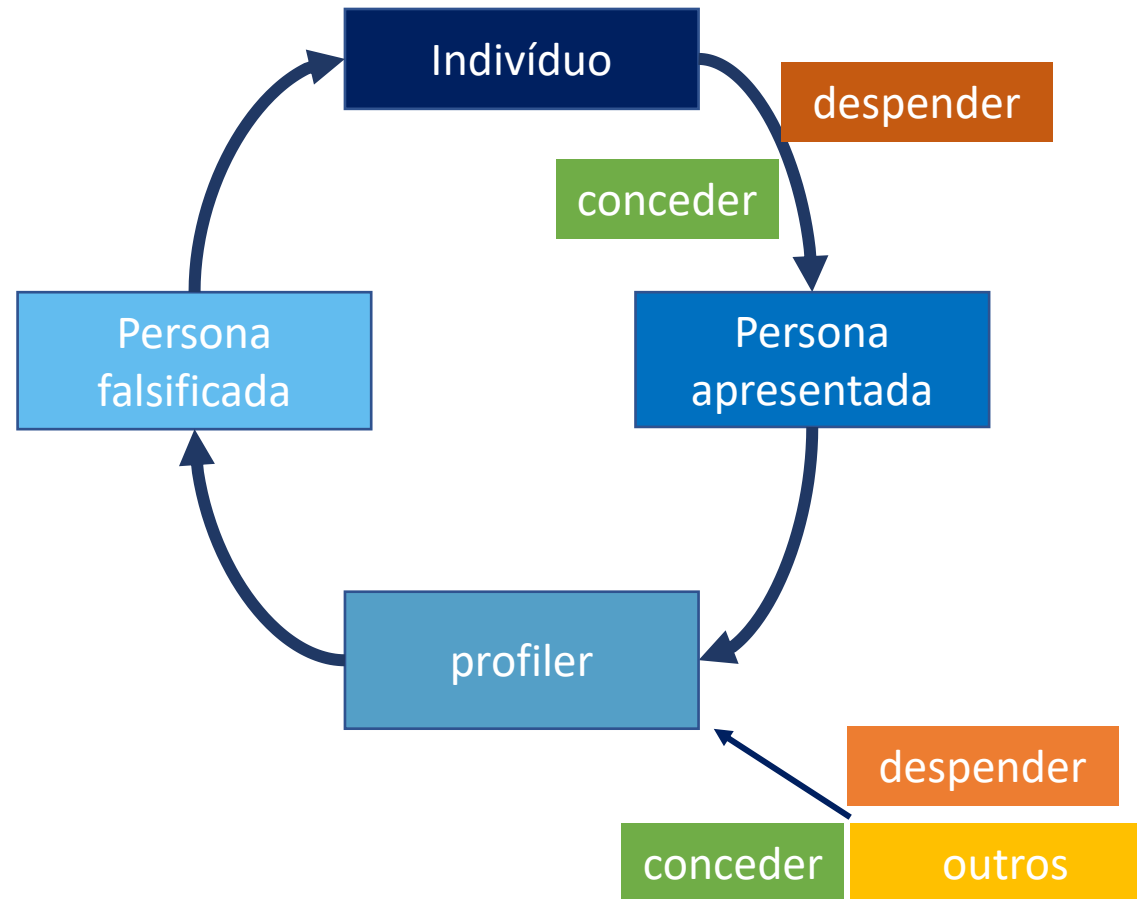 Indivíduo
despender
conceder
Persona
falsificada
Persona
apresentada
profiler
despender
conceder
outros